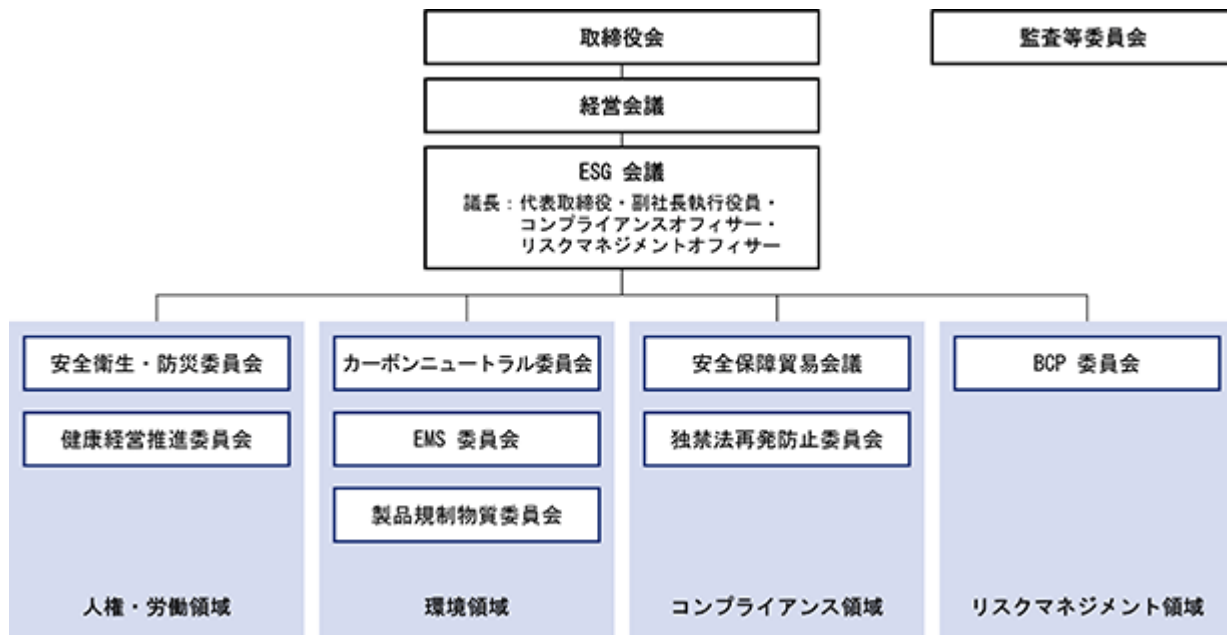 取締役会
監査等委員会
経営会議
ESG 会議
議長：代表取締役・副社長執行役員・
コンプライアンスオフィサー・
リスクマネジメントオフィサー
安全衛生・防災委員会
健康経営推進委員会
人権・労働領域
カーボンニュートラル委員会
EMS 委員会
製品規制物質委員会
環境領域
安全保障貿易会議
独禁法再発防止委員会
コンプライアンス領域
BCP 委員会
リスクマネジメント領域